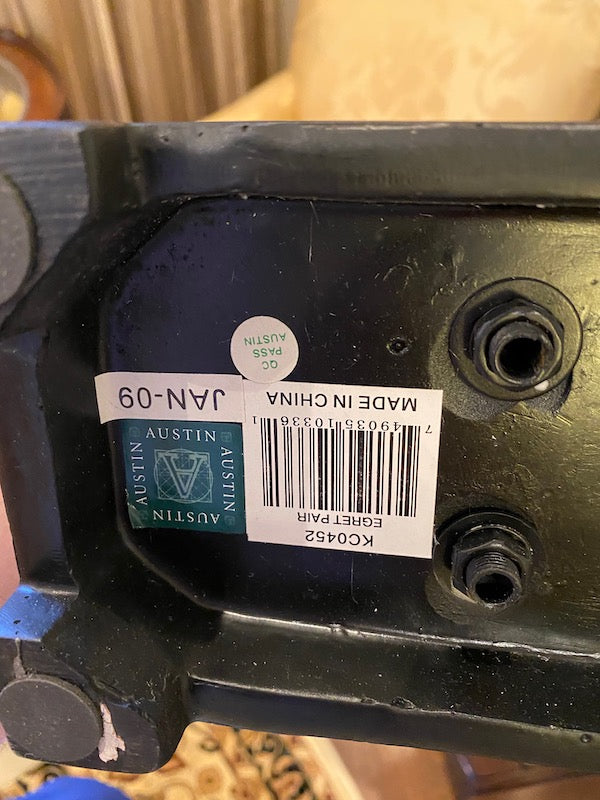 KC0452
EGRET PAIR
7 49035 10336 1
MADE IN CHINA
AUSTIN
AUSTIN
AUSTIN
AUSTIN
JAN-09
QC
PASS
AUSTIN